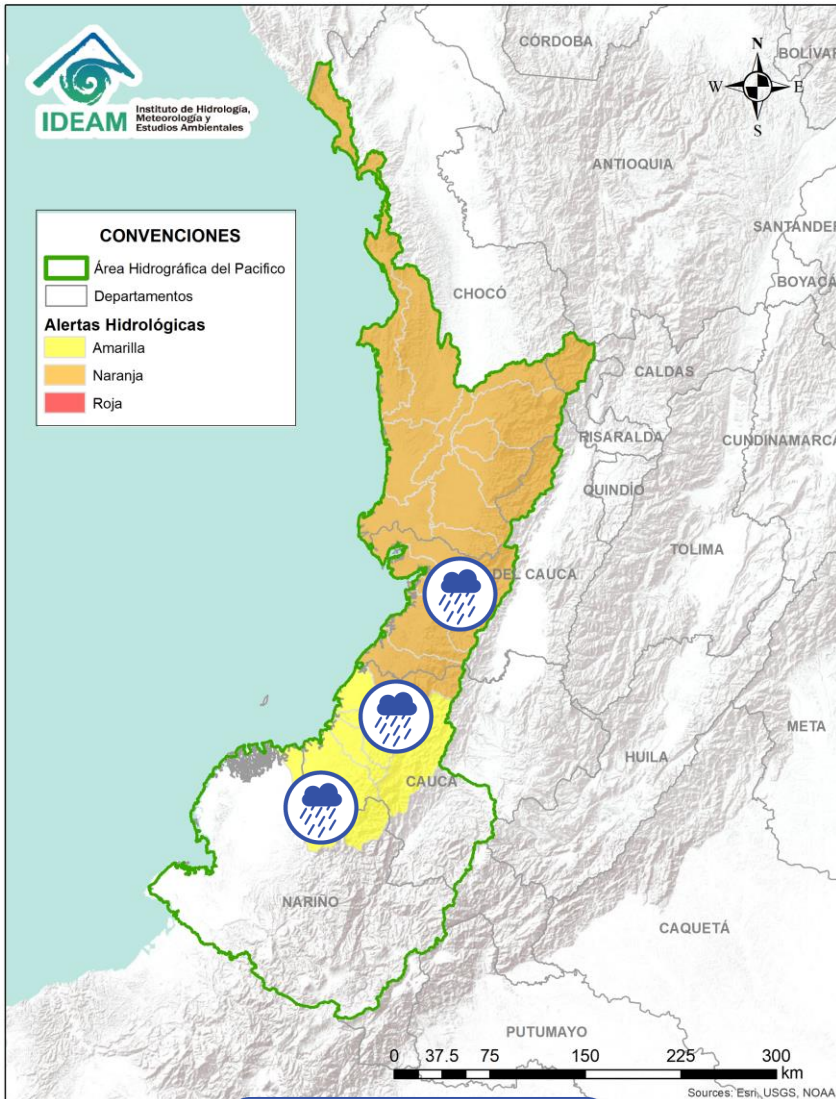 CÓRDOBA
BOLÍVAR
N
W E
S
IDEAM Instituto de Hidrología,
Meteorología y
Estudios Ambientales
ANTIOQUIA
SANTANDER
CONVENCIONES
Área Hidrográfica del Pacifico
Departamentos
Alertas Hidrológicas
Amarilla
Naranja
Roja
BOYACÁ
CHOCÓ
CALDAS
RISARALDA
CUNDINAMARCA
QUINDÍO
TOLIMA
DEL CAUCA
META
HUILA
CAUCA
NARIÑO
CAQUETÁ
PUTUMAYO
0 37.5 75 150 225 300
km
Sources: Esri, USGS, NOAA